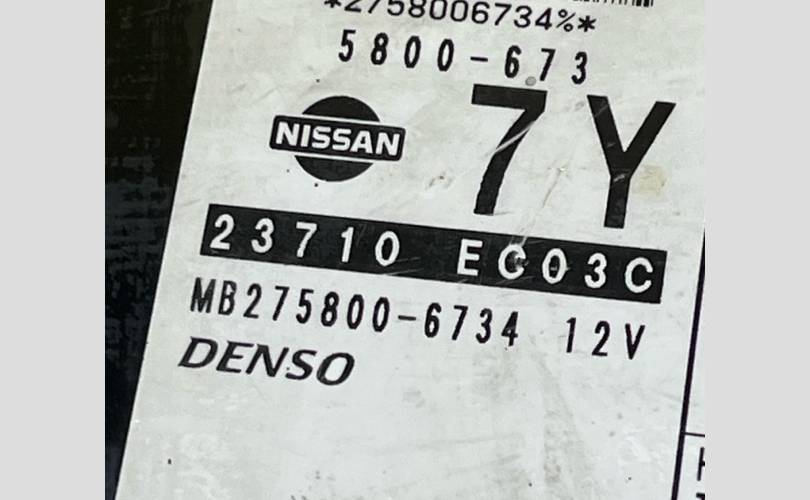 *2758006734%*
5800-673
NISSAN
7Y
23710 EC03C
MB275800-6734 12V
DENSO